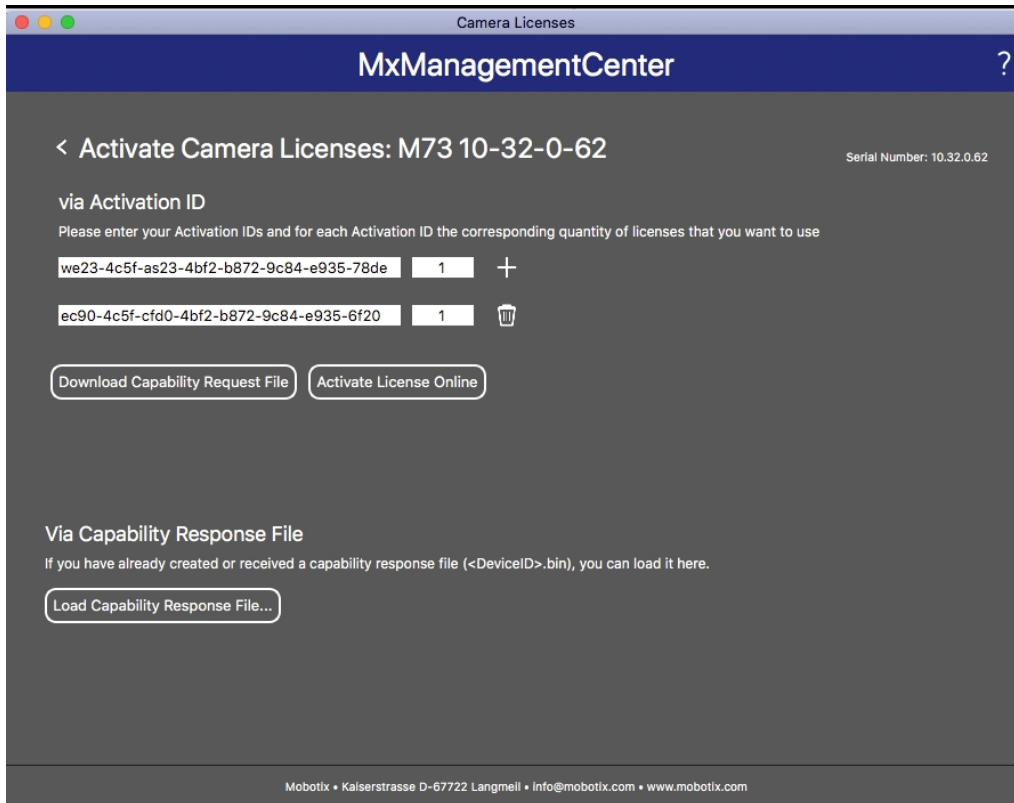 Camera Licenses
MxManagementCenter ?
< Activate Camera Licenses: M73 10-32-0-62
Serial Number: 10.32.0.62
via Activation ID
Please enter your Activation IDs and for each Activation ID the corresponding quantity of licenses that you want to use
we23-4c5f-as23-4bf2-b872-9c84-e935-78de 1 +
ec90-4c5f-cfd0-4bf2-b872-9c84-e935-6f20 1
Download Capability Request File Activate License Online
Via Capability Response File
If you have already created or received a capability response file (<DeviceID>.bin), you can load it here.
Load Capability Response File...
Mobotix • Kaiserstrasse D-67722 Langmeil • info@mobotix.com • www.mobotix.com